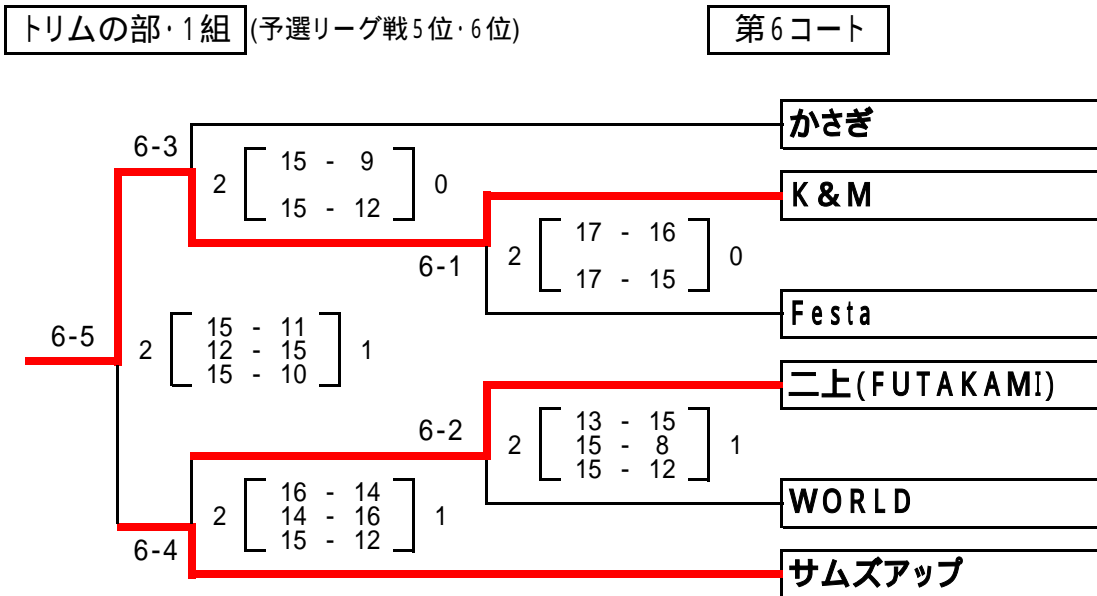 トリムの部・1組 (予選リーグ戦5位・6位) 第6コート
かさぎ
6-3
2 15 - 9 0
15 - 12
K&M
6-1
2 17 - 16 0
17 - 15
Festa
6-5
2 15 - 11 1
12 - 15
15 - 10
二上(FUTAKAMI)
6-2
2 13 - 15 1
15 - 8
15 - 12
WORLD
2 16 - 14 1
14 - 16
15 - 12
6-4
サムズアップ